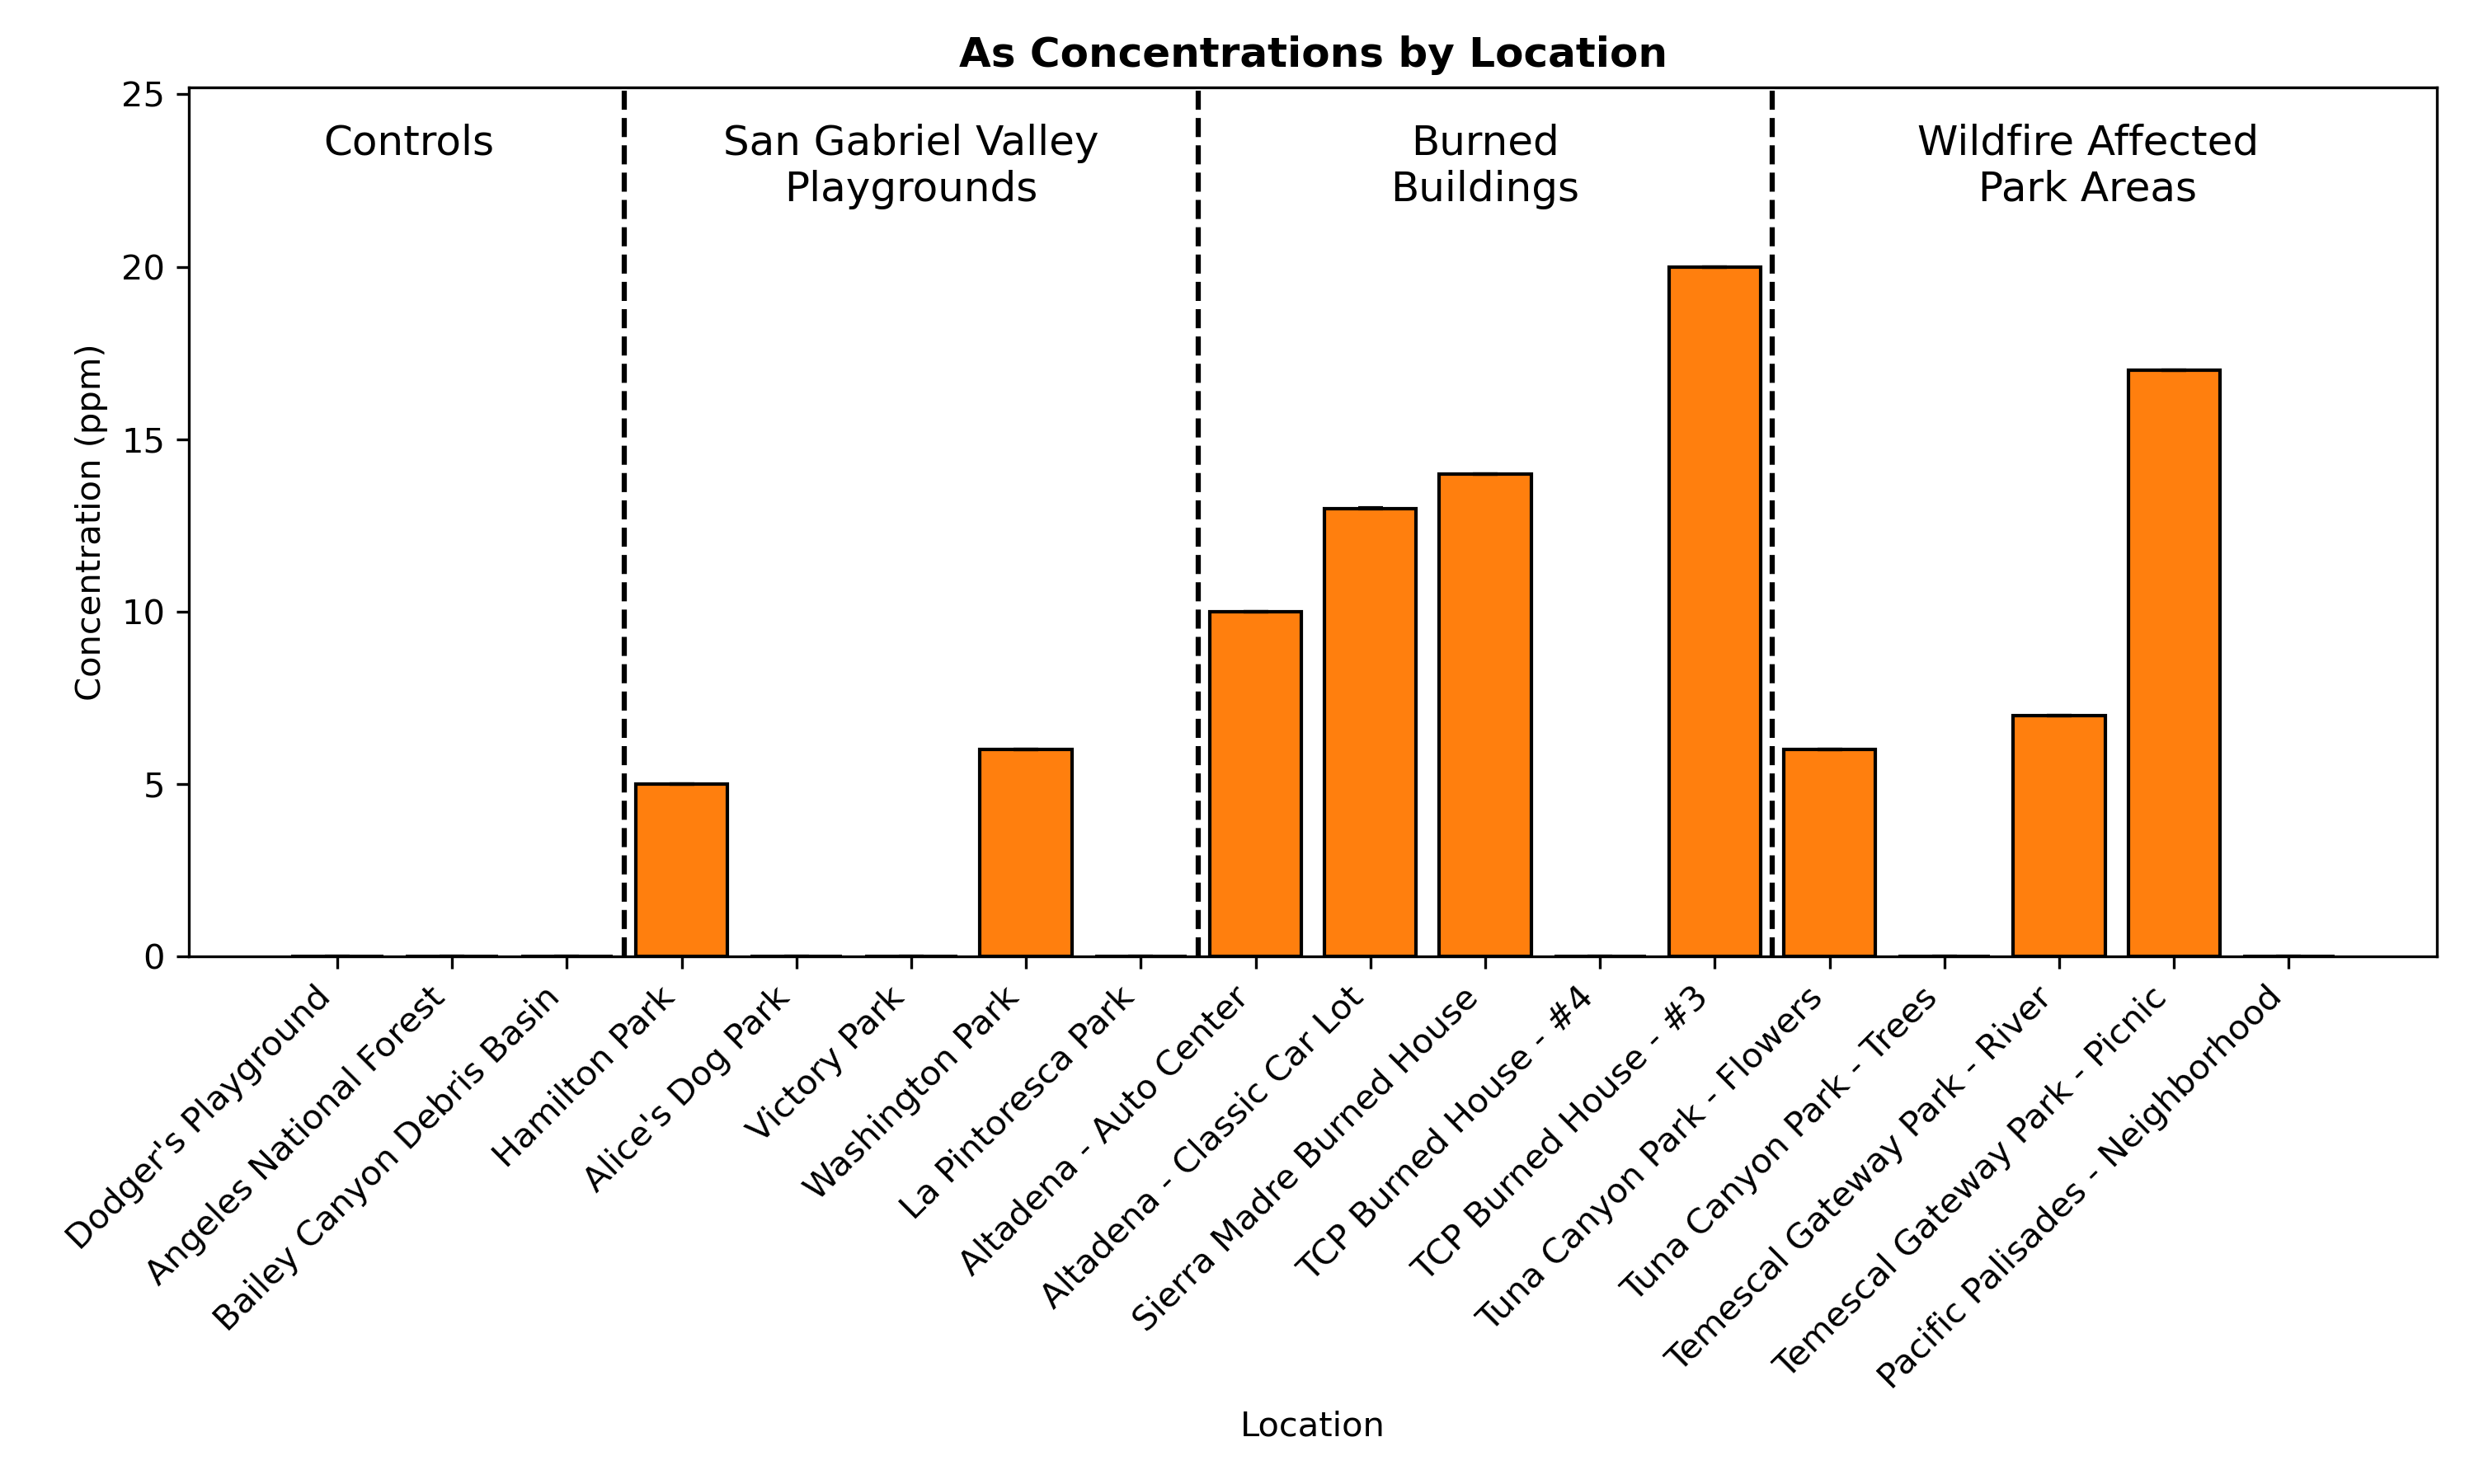 As Concentrations by Location
Controls
San Gabriel Valley
Playgrounds
Burned
Buildings
Wildfire Affected
Park Areas
Concentration (ppm)
25
20
15
10
5
0
Dodger's Playground
Angeles National Forest
Bailey Canyon Debris Basin
Hamilton Park
Alice's Dog Park
Victory Park
Washington Park
La Pintoresca Park
Altadena - Auto Center
Altadena - Classic Car Lot
Sierra Madre Burned House
TCP Burned House - #4
TCP Burned House - #3
Tuna Canyon Park - Flowers
Tuna Canyon Park - Trees
Temescal Gateway Park - River
Temescal Gateway Park - Picnic
Pacific Palisades - Neighborhood
Location